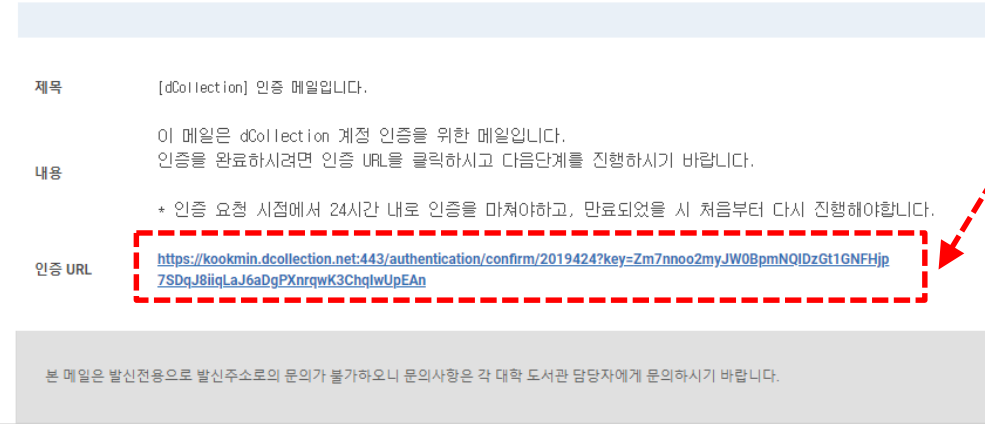 제목
[dCollection] 인증 메일입니다.
이 메일은 dCollection 계정 인증을 위한 메일입니다.
인증을 완료하시려면 인증 URL을 클릭하시고 다음단계를 진행하시기 바랍니다.
내용
* 인증 요청 시점에서 24시간 내로 인증을 마쳐야하고, 만료되었을 시 처음부터 다시 진행해야합니다.
인증 URL
https://kookmin.dcollection.net:443/authentication/confirm/2019424?key=Zm7nnoo2myJW0BpmNQIDzGt1GNFHjp
7SDqJ8iiqLaJ6aDgPXnrqwK3ChqIwUpEAn
본 메일은 발신전용으로 발신주소로의 문의가 불가하오니 문의사항은 각 대학 도서관 담당자에게 문의하시기 바랍니다.